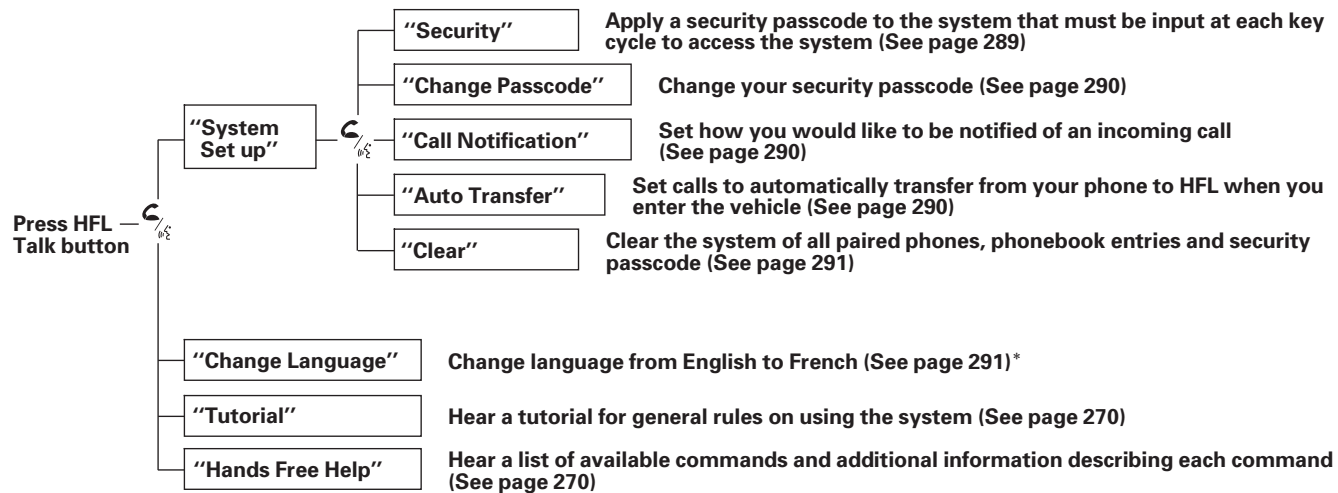 "Security"
Apply a security passcode to the system that must be input at each key
cycle to access the system (See page 289)
"Change Passcode"
Change your security passcode (See page 290)
"System
Set up"
"Call Notification"
Set how you would like to be notified of an incoming call
(See page 290)
"Auto Transfer"
Set calls to automatically transfer from your phone to HFL when you
enter the vehicle (See page 290)
Press HFL
Talk button
"Clear"
Clear the system of all paired phones, phonebook entries and security
passcode (See page 291)
"Change Language"
Change language from English to French (See page 291)*
"Tutorial"
Hear a tutorial for general rules on using the system (See page 270)
"Hands Free Help"
Hear a list of available commands and additional information describing each command
(See page 270)